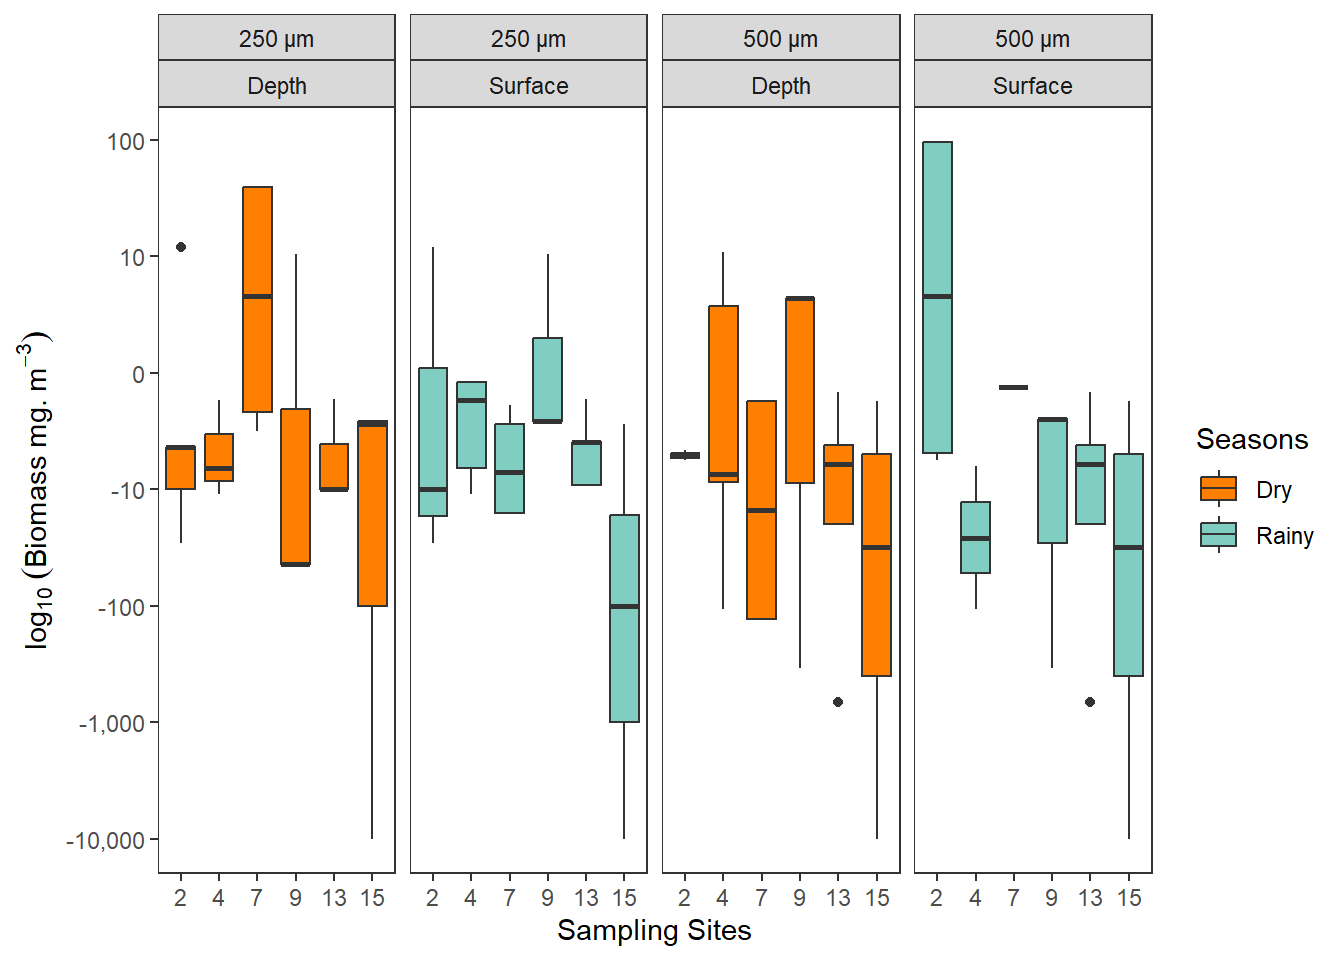 250 µm 250 µm 500 µm 500 µm
Depth Surface Depth Surface
100
10
0
-10
-100
-1,000
-10,000
log10 (Biomass mg. m−3)
2 4 7 9 13 15 2 4 7 9 13 15 2 4 7 9 13 15 2 4 7 9 13 15
Sampling Sites
Seasons
Dry
Rainy